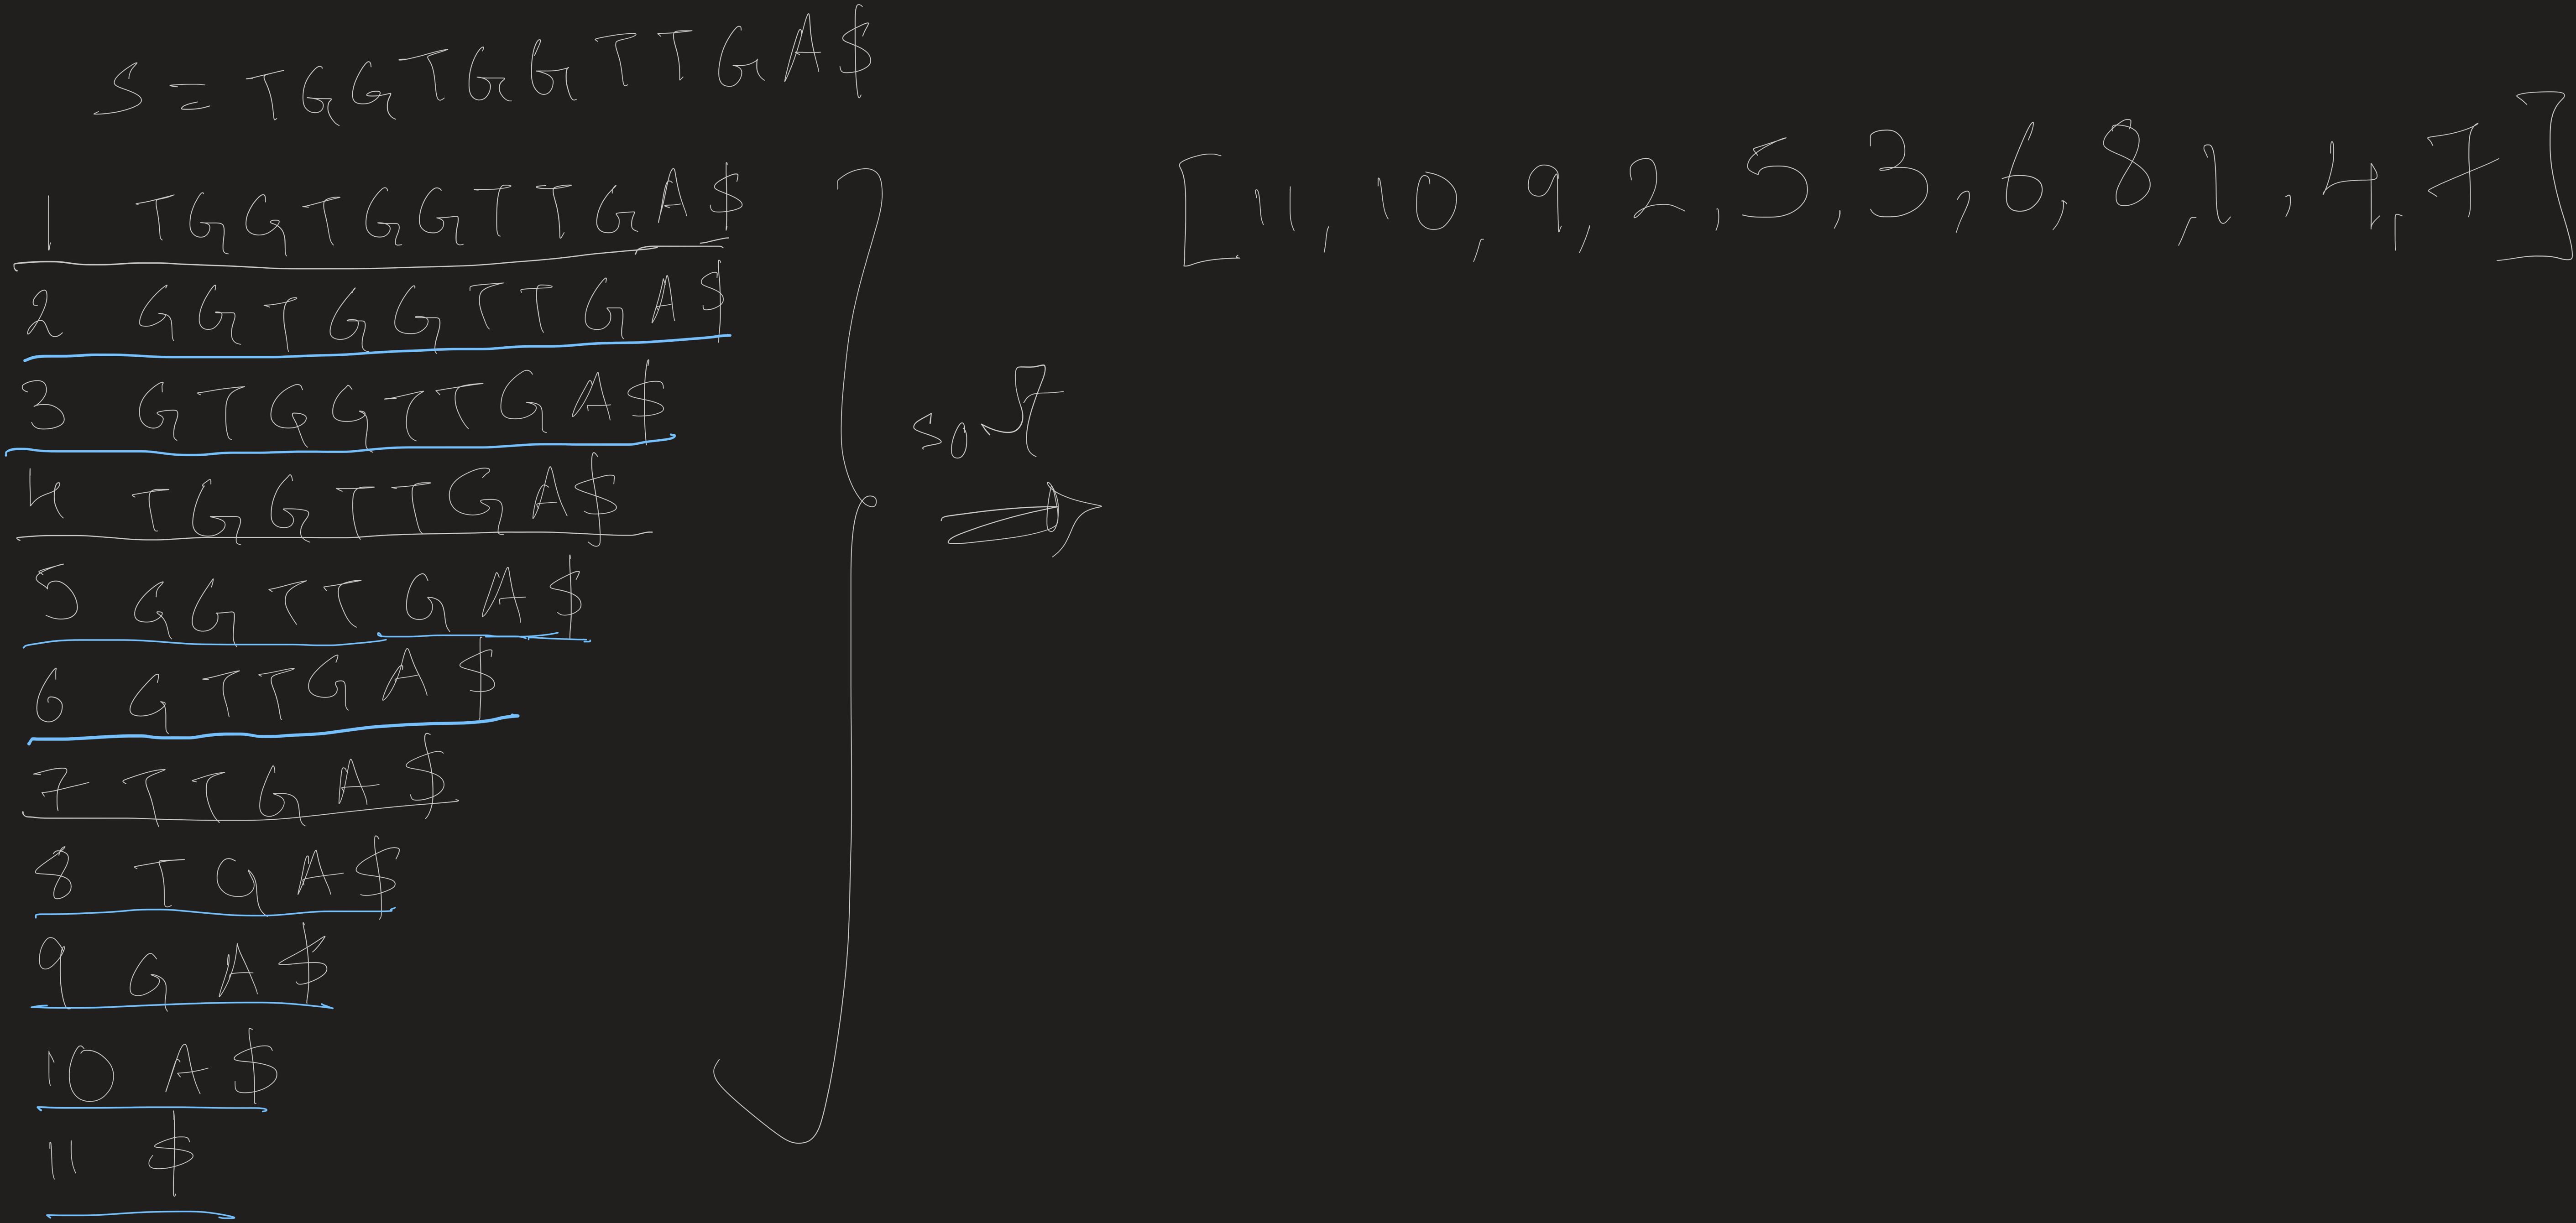 S = TGGTGGTTGA$
[11, 10, 9, 2, 5, 3, 6, 8, 1, 4, 7]
1 TGGTGGTTGA$
2 GGTGGTTGA$
3 GTGGTTGA$
4 TGGTTGA$
5 GGTTGA$
6 GTTGA$
7 TTGA$
8 TGA$
9 GA$
10 A$
11 $
sort